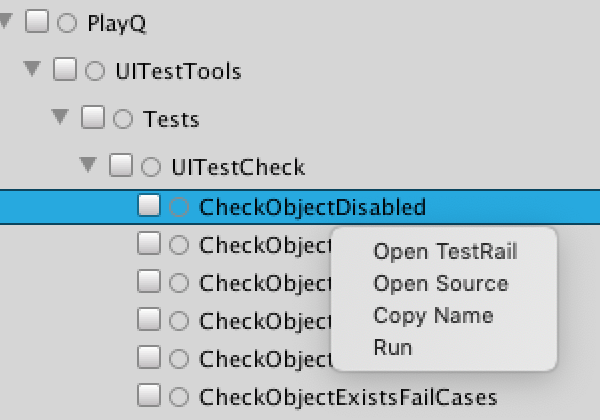 PlayQ
UITestTools
Tests
UITestCheck
CheckObjectDisabled
CheckObject
CheckObject
CheckObject
CheckObject
CheckObjectExistsFailCases
Open TestRail
Open Source
Copy Name
Run